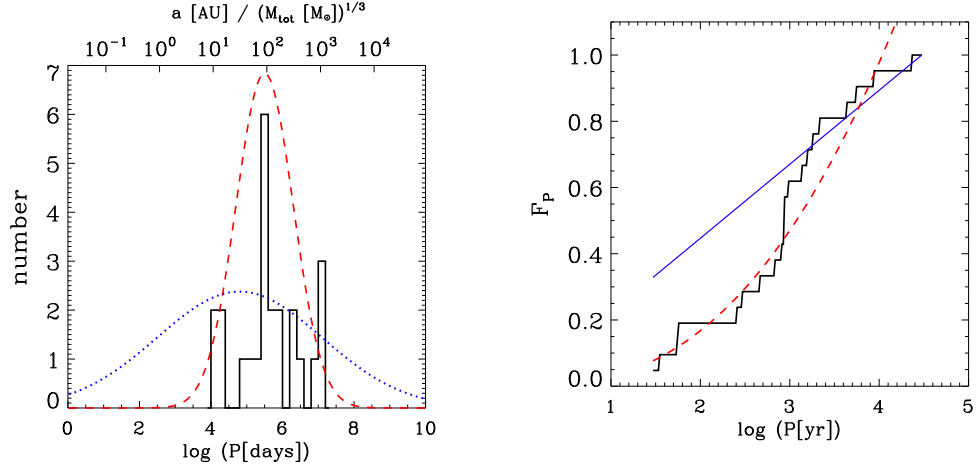 a [AU] / (M_tot [M_⊙])^1/3
10^-1 10^0 10^1 10^2 10^3 10^4
7
6
5
4
3
2
1
0
number
0 2 4 6 8 10
log (P[days])
1.0
0.8
0.6
0.4
0.2
0.0
F_P
1 2 3 4 5
log (P[yr])